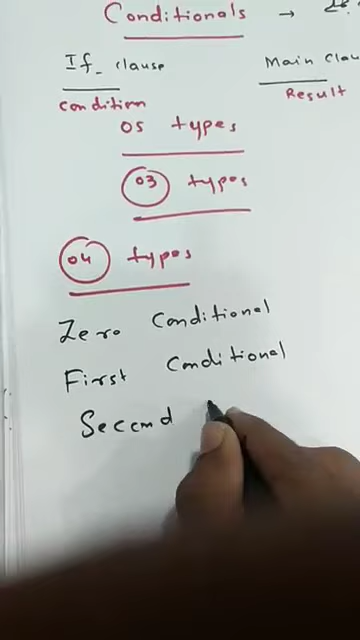 Conditionals →
If - clause Main Clau
condition Result
05 types
03 types
04 types
Zero Conditional
First Conditional
Second